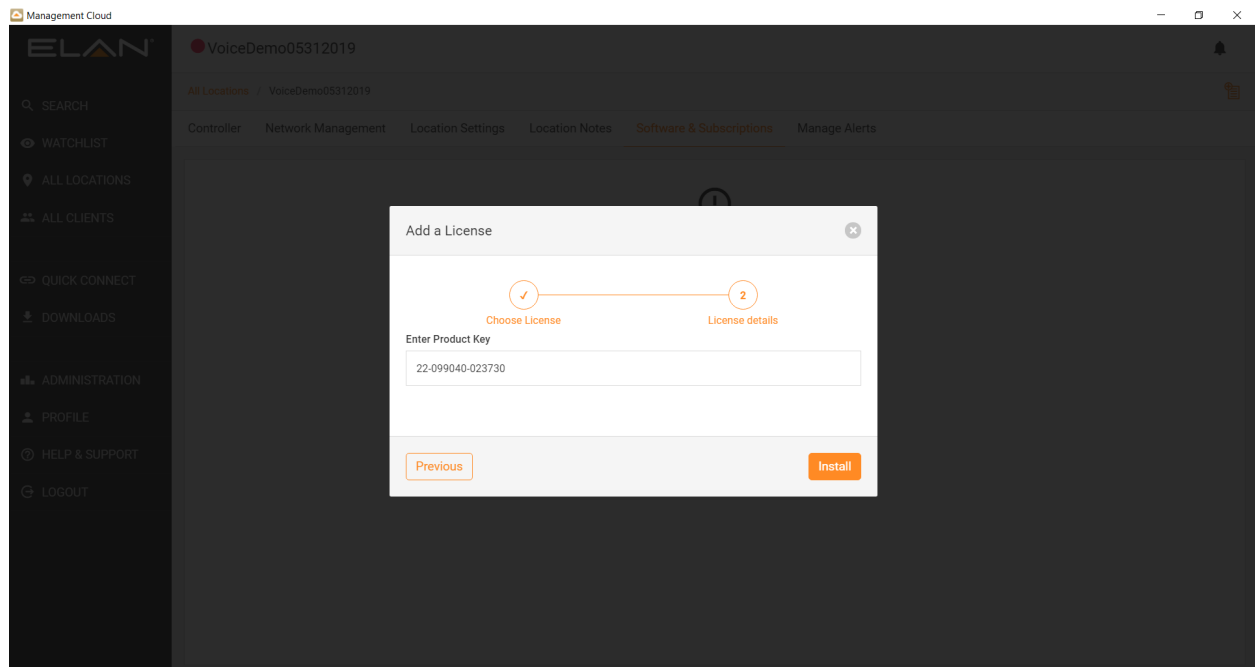 Management Cloud
ELAN
VoiceDemo05312019
All Locations / VoiceDemo05312019
Controller Network Management Location Settings Location Notes Software & Subscriptions Manage Alerts
SEARCH
WATCHLIST
ALL LOCATIONS
ALL CLIENTS
QUICK CONNECT
DOWNLOADS
ADMINISTRATION
PROFILE
HELP & SUPPORT
LOGOUT
Add a License
2
Choose License License details
Enter Product Key
22-099040-023730
Previous Install